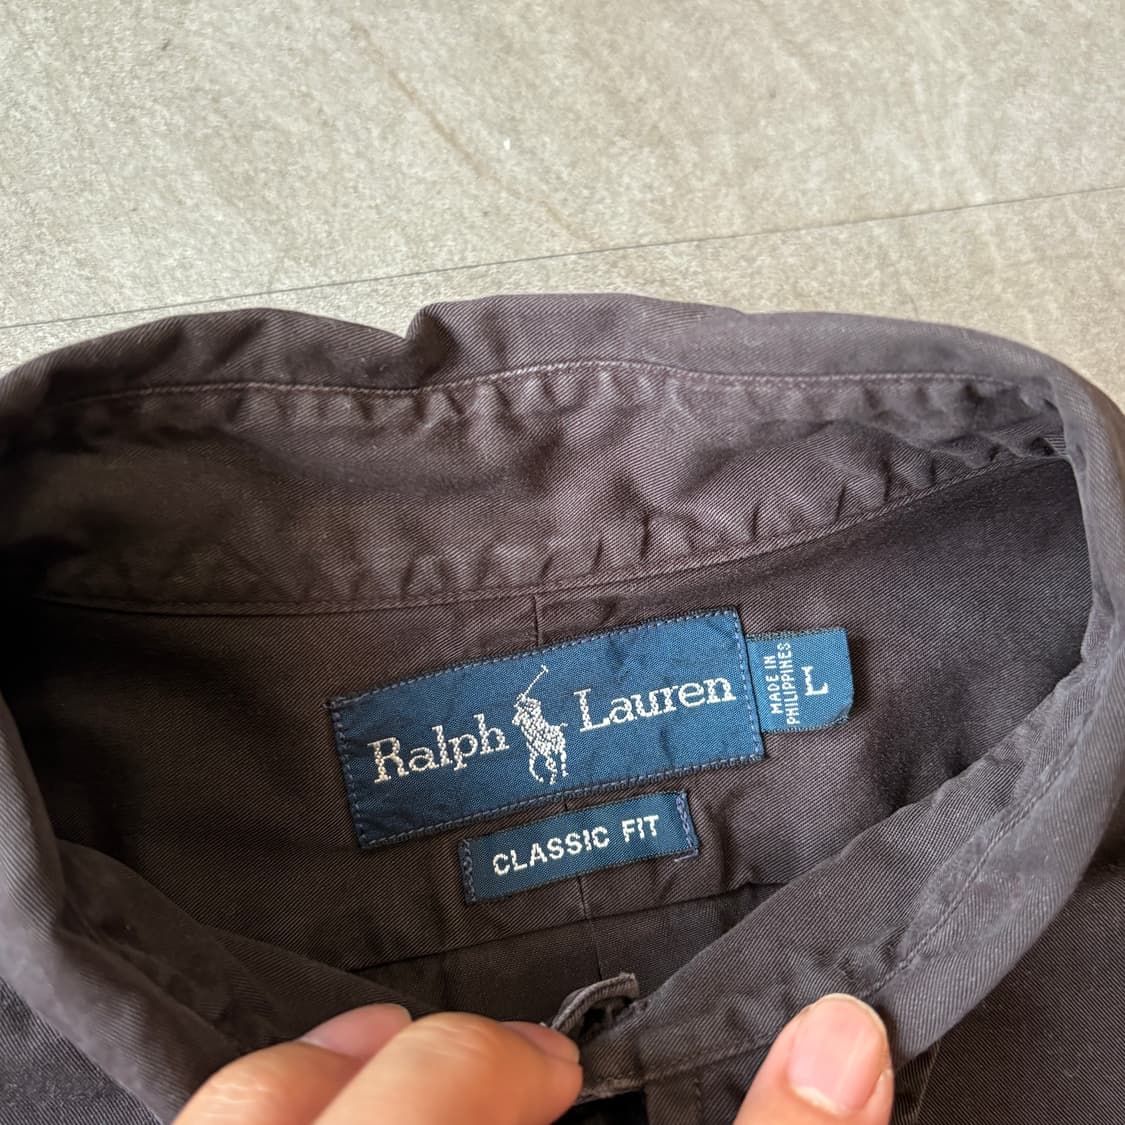 Ralph Lauren
MADE IN
PHILIPPINES
L
CLASSIC FIT